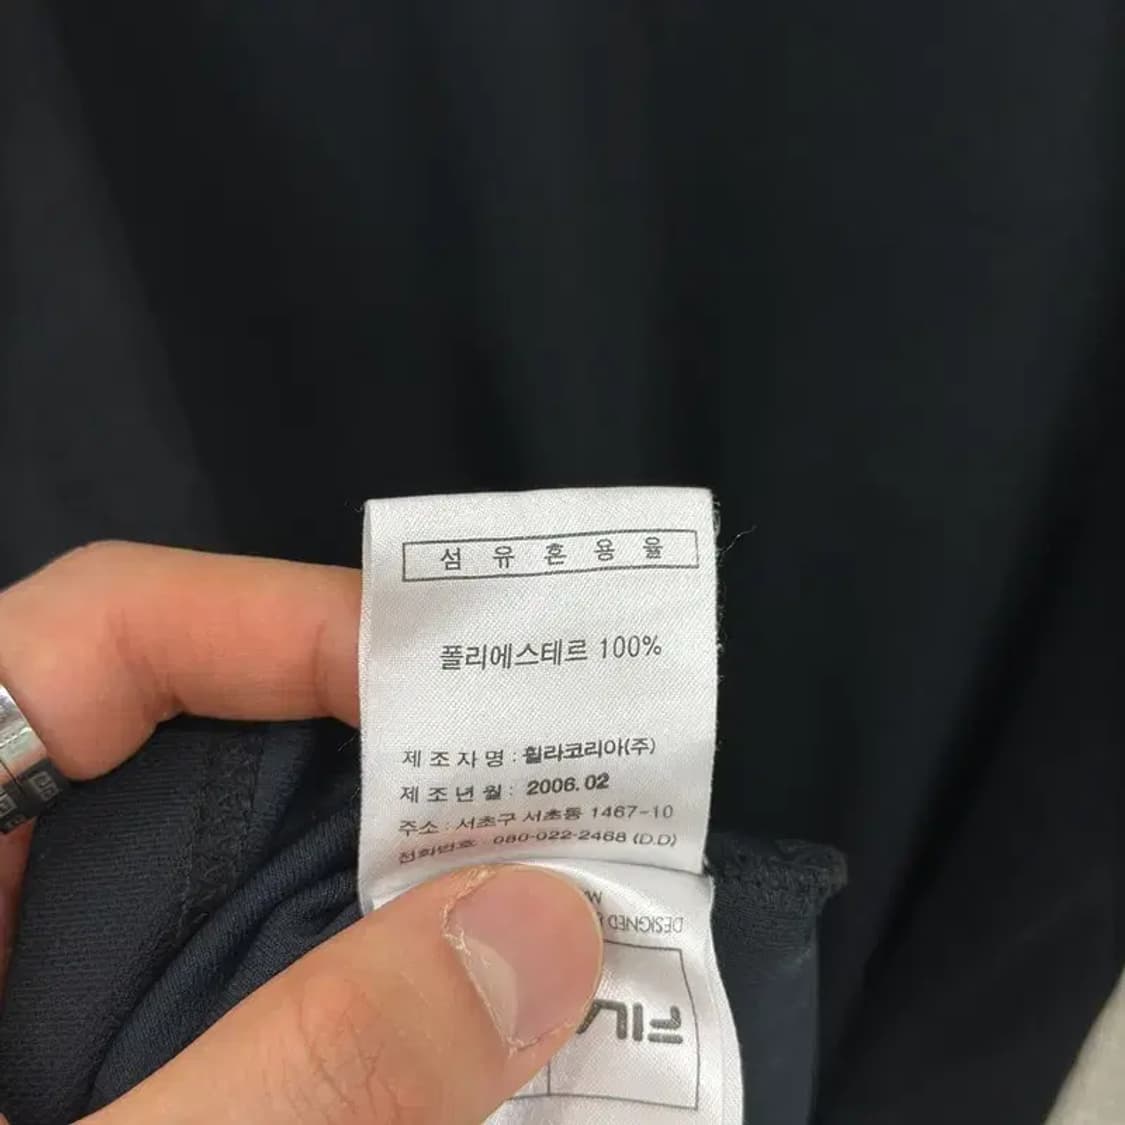 섬 유 혼 용 율
폴리에스테르 100%
제 조 자 명 : 휠라코리아(주)
제 조 년 월 : 2006. 02
주소 : 서초구 서초동 1467-10
전화번호 080-022-2468 (D.D)
DESIGNED
FILA